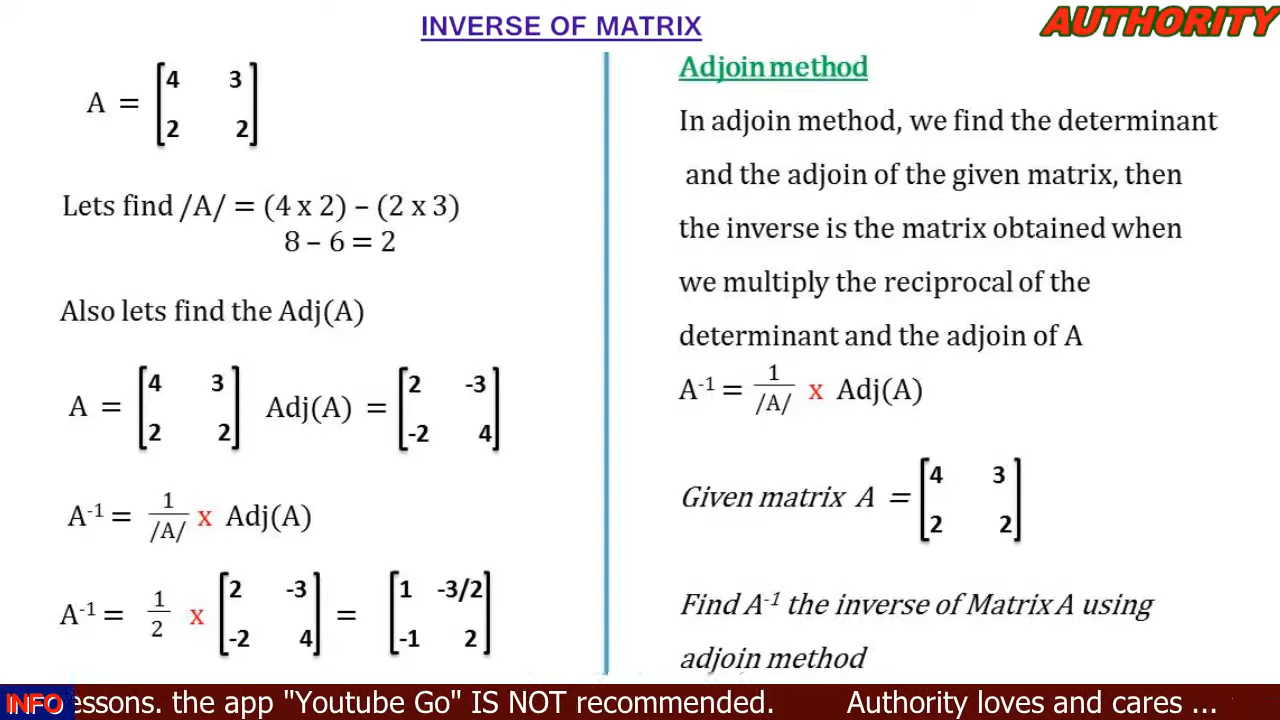 INVERSE OF MATRIX
AUTHORITY
A = [4 3
2 2]
Lets find /A/ = (4 x 2) – (2 x 3)
8 – 6 = 2
Also lets find the Adj(A)
A = [4 3 Adj(A) = [2 -3
2 2] -2 4]
A⁻¹ = 1 / /A/ x Adj(A)
A⁻¹ = 1/2 x [2 -3 = [1 -3/2
-2 4] -1 2]
Adjoin method
In adjoin method, we find the determinant
and the adjoin of the given matrix, then
the inverse is the matrix obtained when
we multiply the reciprocal of the
determinant and the adjoin of A
A⁻¹ = 1 / /A/ x Adj(A)
Given matrix A = [4 3
2 2]
Find A⁻¹ the inverse of Matrix A using
adjoin method
INFO essons. the app "Youtube Go" IS NOT recommended. Authority loves and cares ...